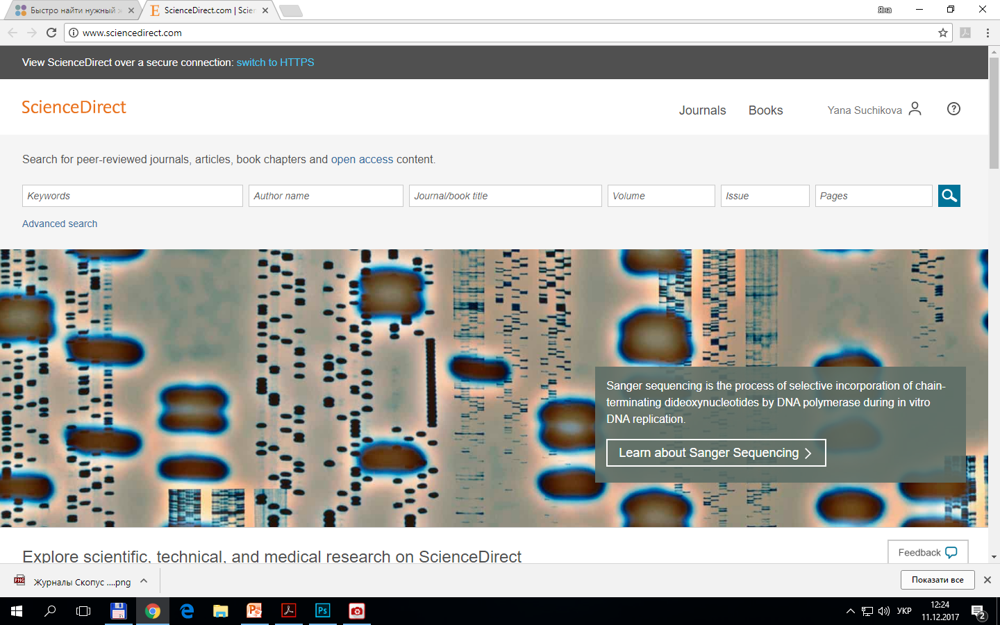 Быстро найти нужный
ScienceDirect.com | Scien
Яна
www.sciencedirect.com
View ScienceDirect over a secure connection: switch to HTTPS
ScienceDirect
Journals
Books
Yana Suchikova
Search for peer-reviewed journals, articles, book chapters and open access content.
Keywords
Author name
Journal/book title
Volume
Issue
Pages
Advanced search
Sanger sequencing is the process of selective incorporation of chain-
terminating dideoxynucleotides by DNA polymerase during in vitro
DNA replication.
Learn about Sanger Sequencing
Explore scientific, technical, and medical research on ScienceDirect
Feedback
Журналы Скопус ....png
Показати все
УКР
12:24
11.12.2017
2